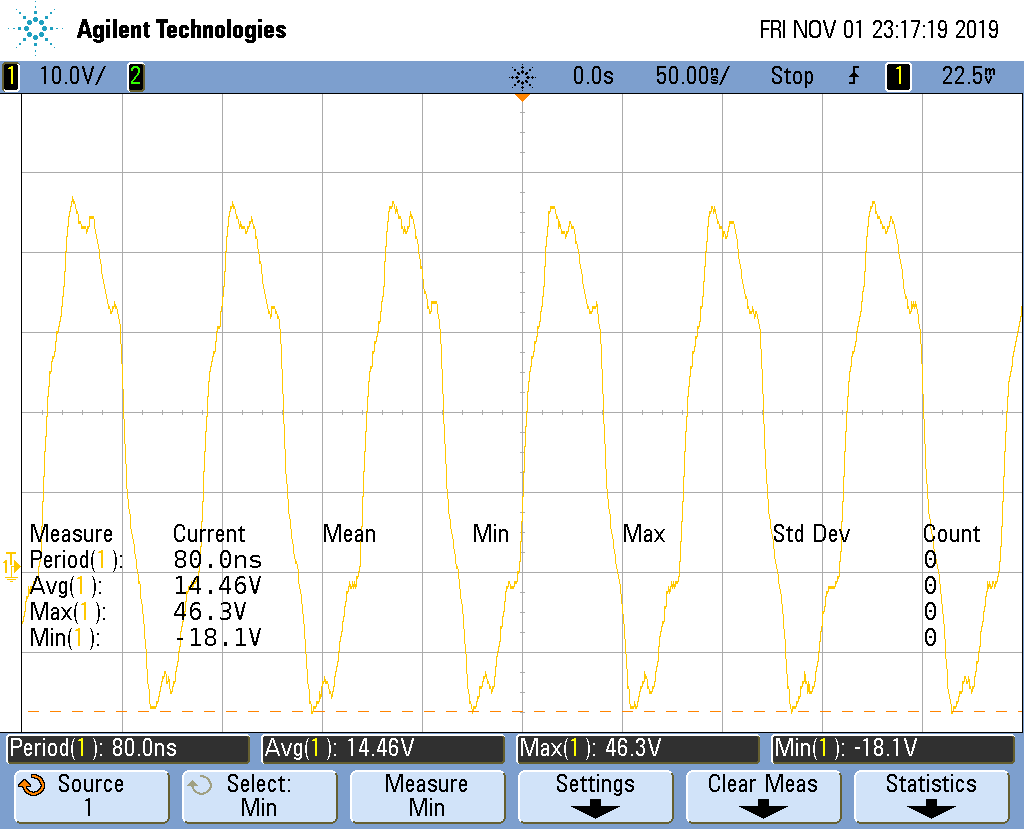 Agilent Technologies FRI NOV 01 23:17:19 2019
1 10.0V/ 2 0.0s 50.00ns/ Stop 1 22.5mV
Measure Current Mean Min Max Std Dev Count
Period(1): 80.0ns 0
Avg(1): 14.46V 0
Max(1): 46.3V 0
Min(1): -18.1V 0
1 T
Period(1): 80.0ns Avg(1): 14.46V Max(1): 46.3V Min(1): -18.1V
Source Select: Measure Settings Clear Meas Statistics
1 Min Min